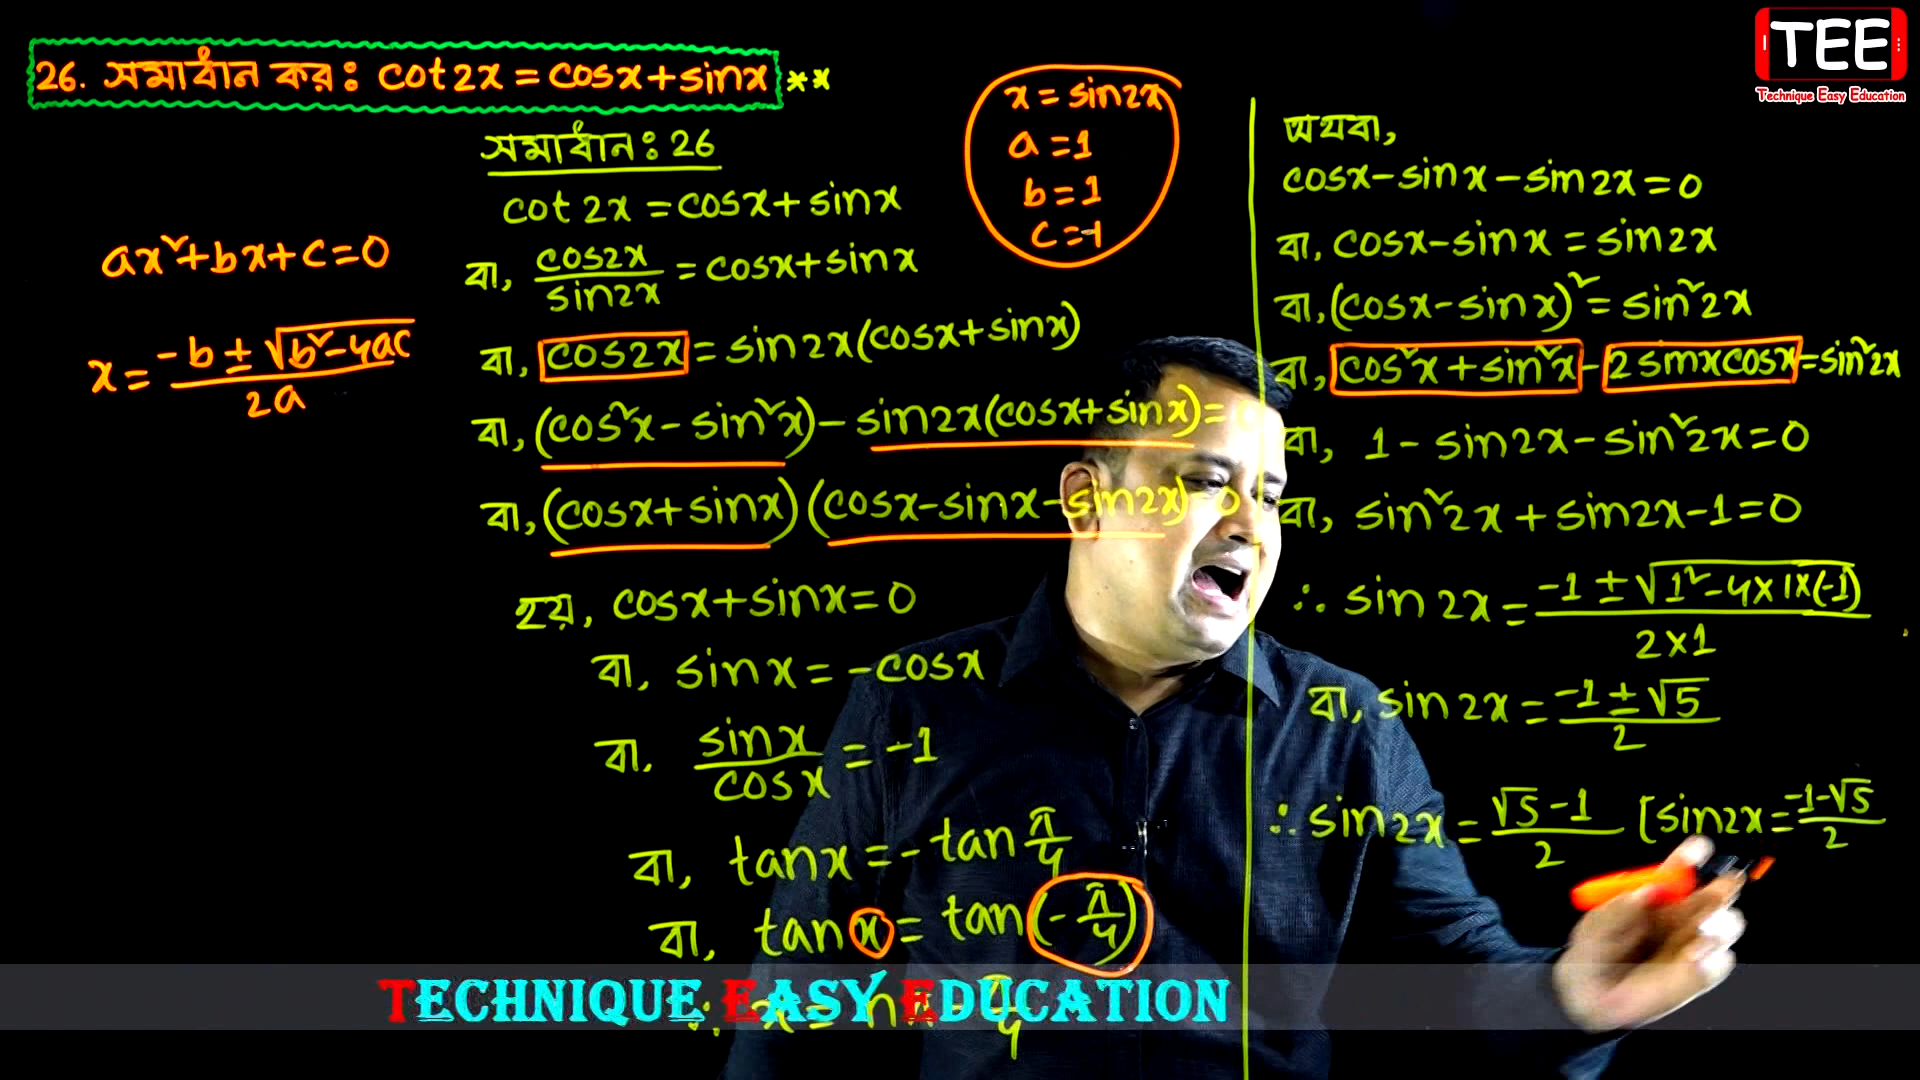 TEE
Technique Easy Education
26. সমাধান কর: cot2x = cosx + sinx **
সমাধান: 26
cot 2x = cosx + sinx
বা, cos2x/sin2x = cosx + sinx
বা, cos2x = sin2x(cosx + sinx)
বা, (cos²x - sin²x) - sin2x(cosx + sinx) = 0
বা, (cosx + sinx)(cosx - sinx - sin2x) = 0
হয়, cosx + sinx = 0
বা, sinx = -cosx
বা, sinx/cosx = -1
বা, tanx = -tan π/4
বা, tanx = tan(-π/4)
ax² + bx + c = 0
x = (-b ± √(b² - 4ac))/2a
x = sin2x
a = 1
b = 1
c = -1
অথবা,
cosx - sinx - sin2x = 0
বা, cosx - sinx = sin2x
বা, (cosx - sinx)² = sin²2x
বা, cos²x + sin²x - 2sinxcosx = sin²2x
বা, 1 - sin2x - sin²2x = 0
বা, sin²2x + sin2x - 1 = 0
∴ sin2x = (-1 ± √(1² - 4×1×(-1)))/(2×1)
বা, sin2x = (-1 ± √5)/2
∴ sin2x = (√5 - 1)/2 [sin2x = (-1-√5)/2
TECHNIQUE EASY EDUCATION